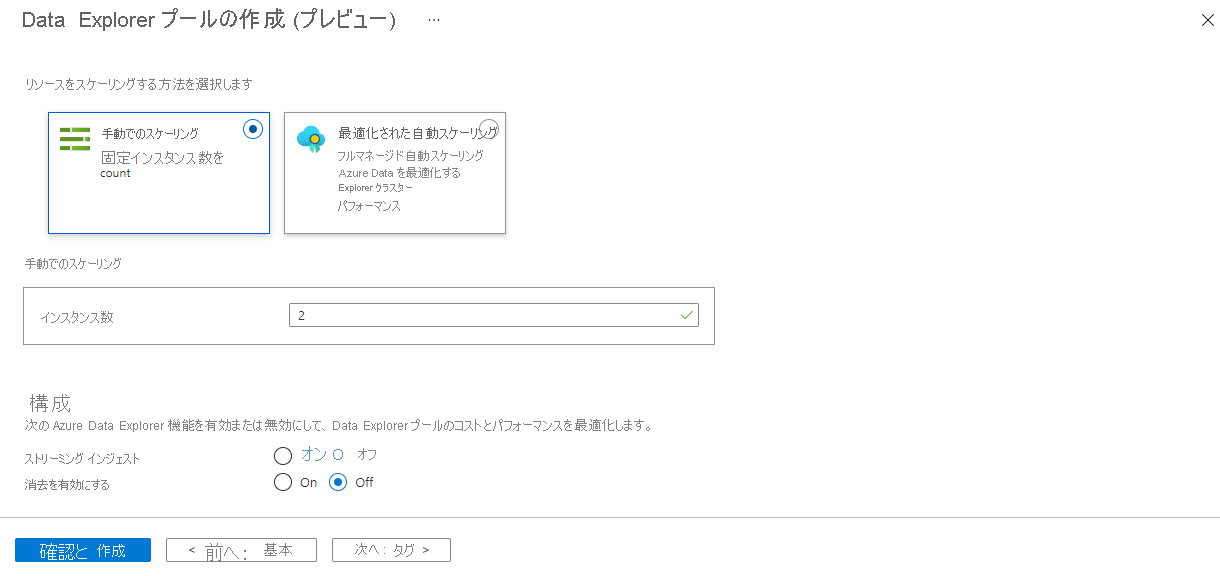 Data Explorer プールの作成 (プレビュー) ...
リソースをスケーリングする方法を選択します
手動でのスケーリング
固定インスタンス数を
count
最適化された自動スケーリング
フルマネージド自動スケーリング
Azure Data を最適化する
Explorer クラスター
パフォーマンス
手動でのスケーリング
インスタンス数 2
構成
次の Azure Data Explorer 機能を有効または無効にして、Data Explorer プールのコストとパフォーマンスを最適化します。
ストリーミング インジェスト オン O オフ
消去を有効にする On Off
確認と 作成 < 前へ: 基本 次へ: タグ >